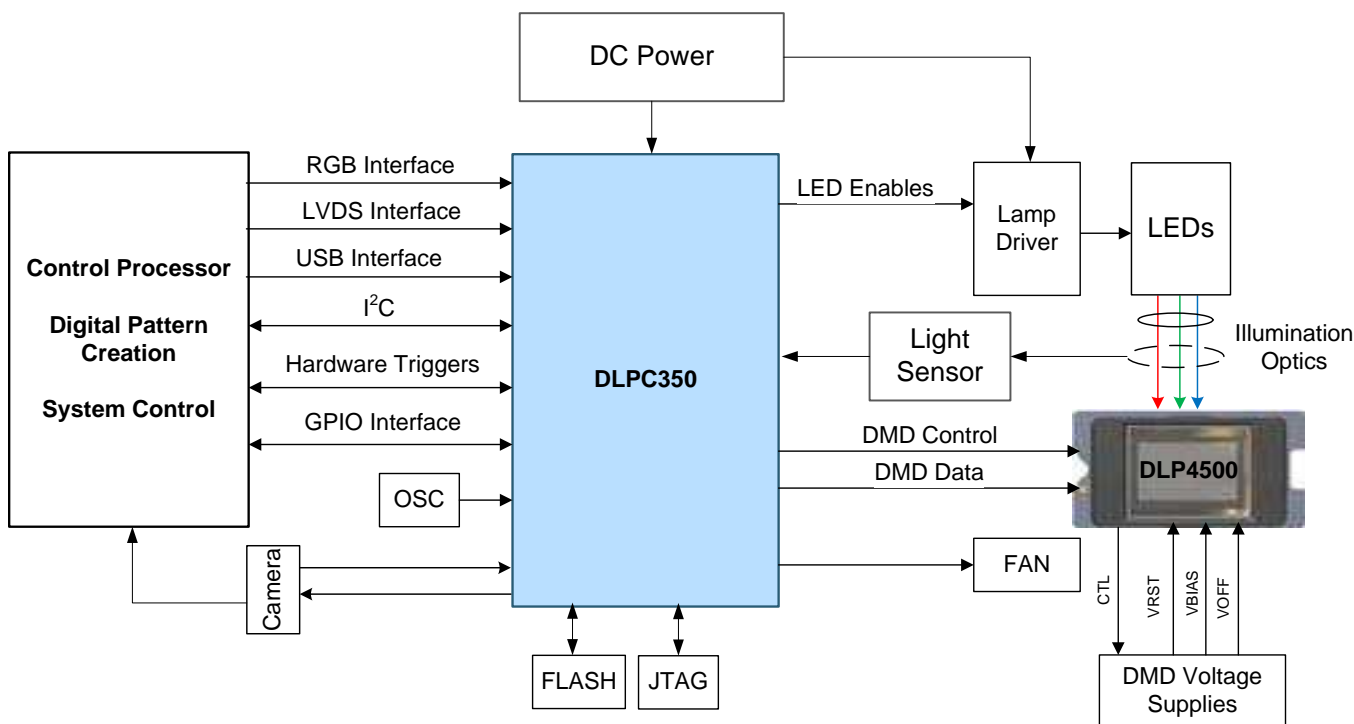 DC Power
RGB Interface
LVDS Interface
USB Interface
I²C
Hardware Triggers
GPIO Interface
Control Processor
Digital Pattern
Creation
System Control
OSC
Camera
DLPC350
FLASH
JTAG
LED Enables
Lamp
Driver
LEDs
Light
Sensor
Illumination
Optics
DMD Control
DMD Data
DLP4500
FAN
CTL
VRST
VBIAS
VOFF
DMD Voltage
Supplies